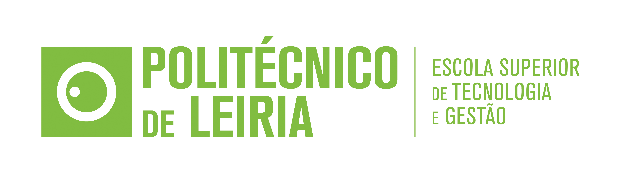 POLITÉCNICO
DE LEIRIA
ESCOLA SUPERIOR
DE TECNOLOGIA
E GESTÃO